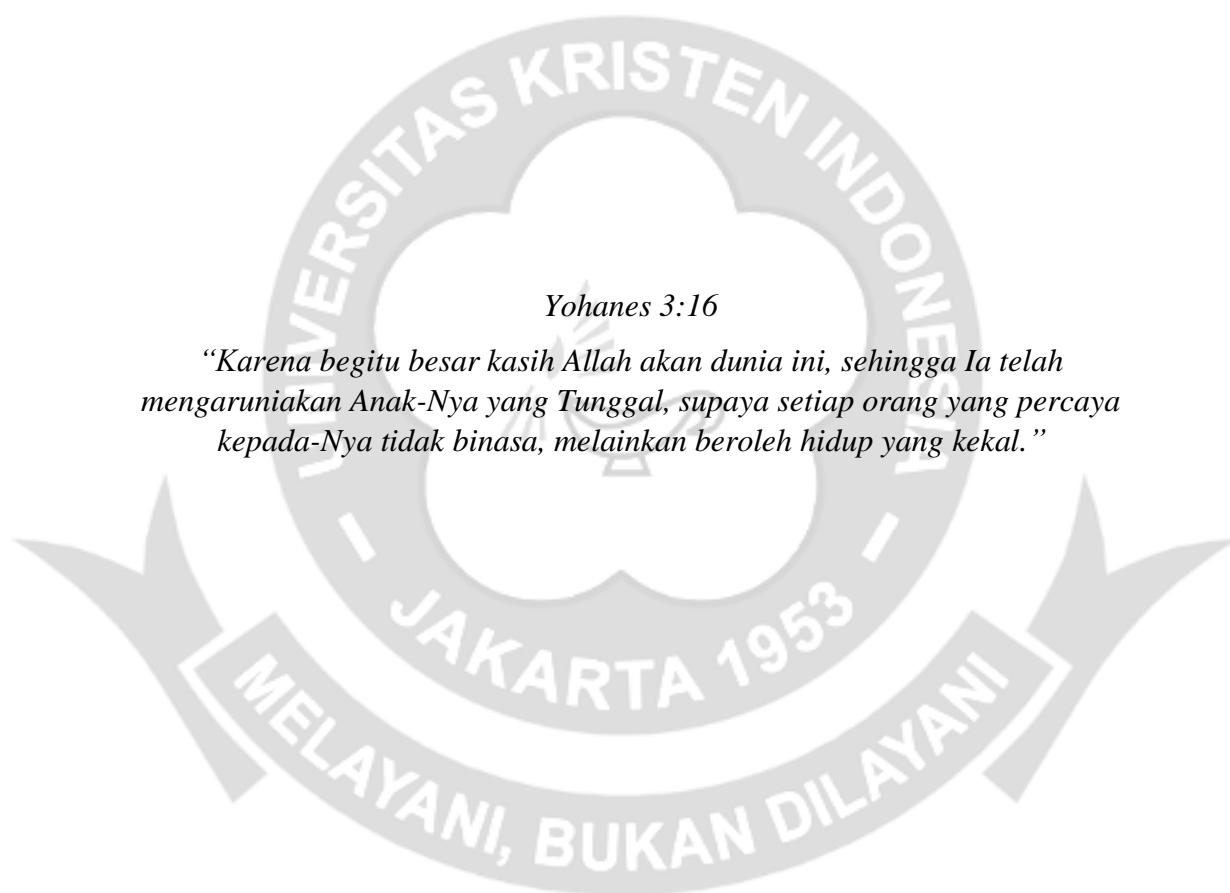 UNIVERSITAS KRISTEN INDONESIA
Yohanes 3:16
“Karena begitu besar kasih Allah akan dunia ini, sehingga Ia telah
mengaruniakan Anak-Nya yang Tunggal, supaya setiap orang yang percaya
kepada-Nya tidak binasa, melainkan beroleh hidup yang kekal.”
JAKARTA 1953
MELAYANI, BUKAN DILAYANI